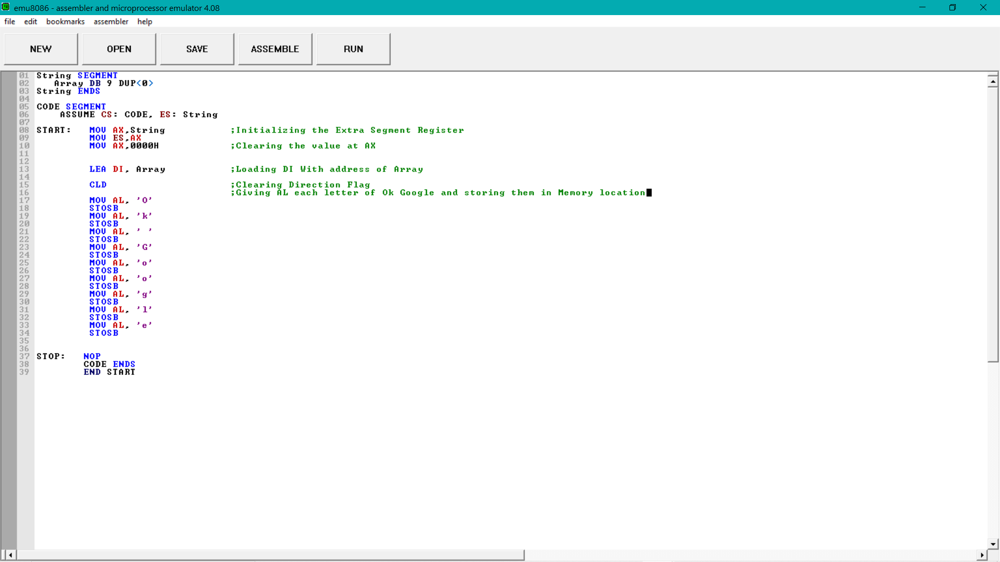 emu8086 - assembler and microprocessor emulator 4.08
file edit bookmarks assembler help
NEW OPEN SAVE ASSEMBLE RUN
01 String SEGMENT
02    Array DB 9 DUP<0>
03 String ENDS
04
05 CODE SEGMENT
06     ASSUME CS: CODE, ES: String
07
08 START:   MOV AX,String           ;Initializing the Extra Segment Register
09          MOV ES,AX
10          MOV AX,0000H            ;Clearing the value at AX
11
12
13          LEA DI, Array           ;Loading DI With address of Array
14
15          CLD                     ;Clearing Direction Flag
16                                  ;Giving AL each letter of Ok Google and storing them in Memory location
17          MOV AL, 'O'
18          STOSB
19          MOV AL, 'k'
20          STOSB
21          MOV AL, ' '
22          STOSB
23          MOV AL, 'G'
24          STOSB
25          MOV AL, 'o'
26          STOSB
27          MOV AL, 'o'
28          STOSB
29          MOV AL, 'g'
30          STOSB
31          MOV AL, 'l'
32          STOSB
33          MOV AL, 'e'
34          STOSB
35
36
37 STOP:   NOP
38         CODE ENDS
39         END START